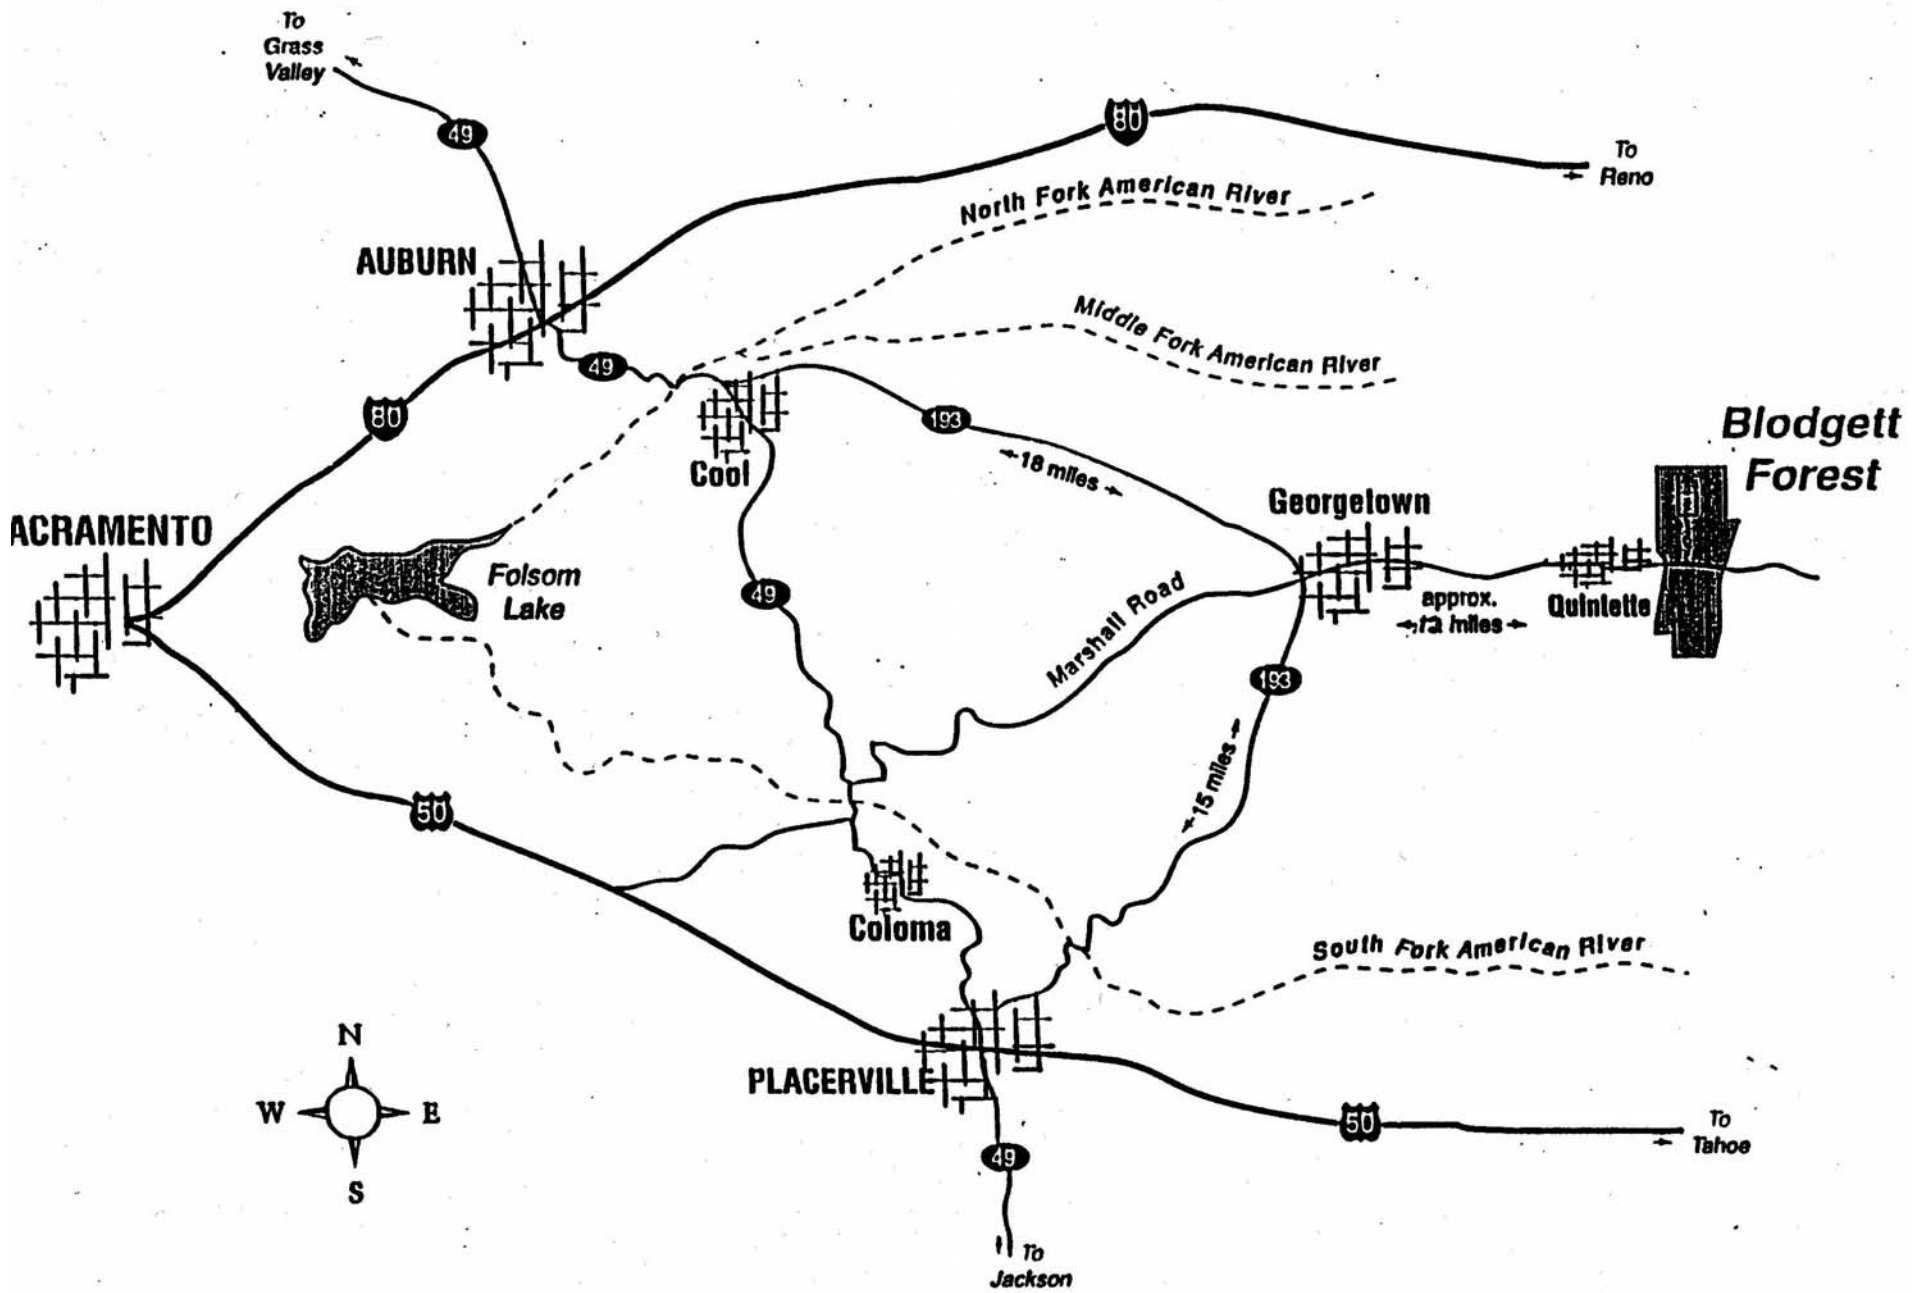 To
Grass
Valley
49
80
To
Reno
North Fork American River
AUBURN
Middle Fork American River
49
80
193
18 miles
Cool
Blodgett
Forest
Georgetown
ACRAMENTO
Folsom
Lake
49
Marshall Road
approx.
12 miles
Quintette
193
15 miles
50
Coloma
South Fork American River
PLACERVILLE
N
W E
S
50
To
Tahoe
49
To
Jackson